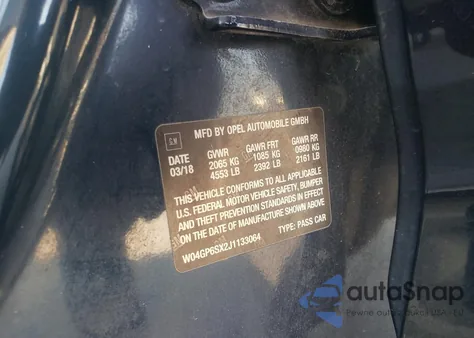 GM
MFD BY OPEL AUTOMOBILE GMBH
DATE GVWR GAWR FRT GAWR RR
03/18 2065 KG 1085 KG 0980 KG
4553 LB 2392 LB 2161 LB
THIS VEHICLE CONFORMS TO ALL APPLICABLE
U.S. FEDERAL MOTOR VEHICLE SAFETY, BUMPER
AND THEFT PREVENTION STANDARDS IN EFFECT
ON THE DATE OF MANUFACTURE SHOWN ABOVE.
W04GP6SX2J1133064 TYPE: PASS CAR
autoSnap